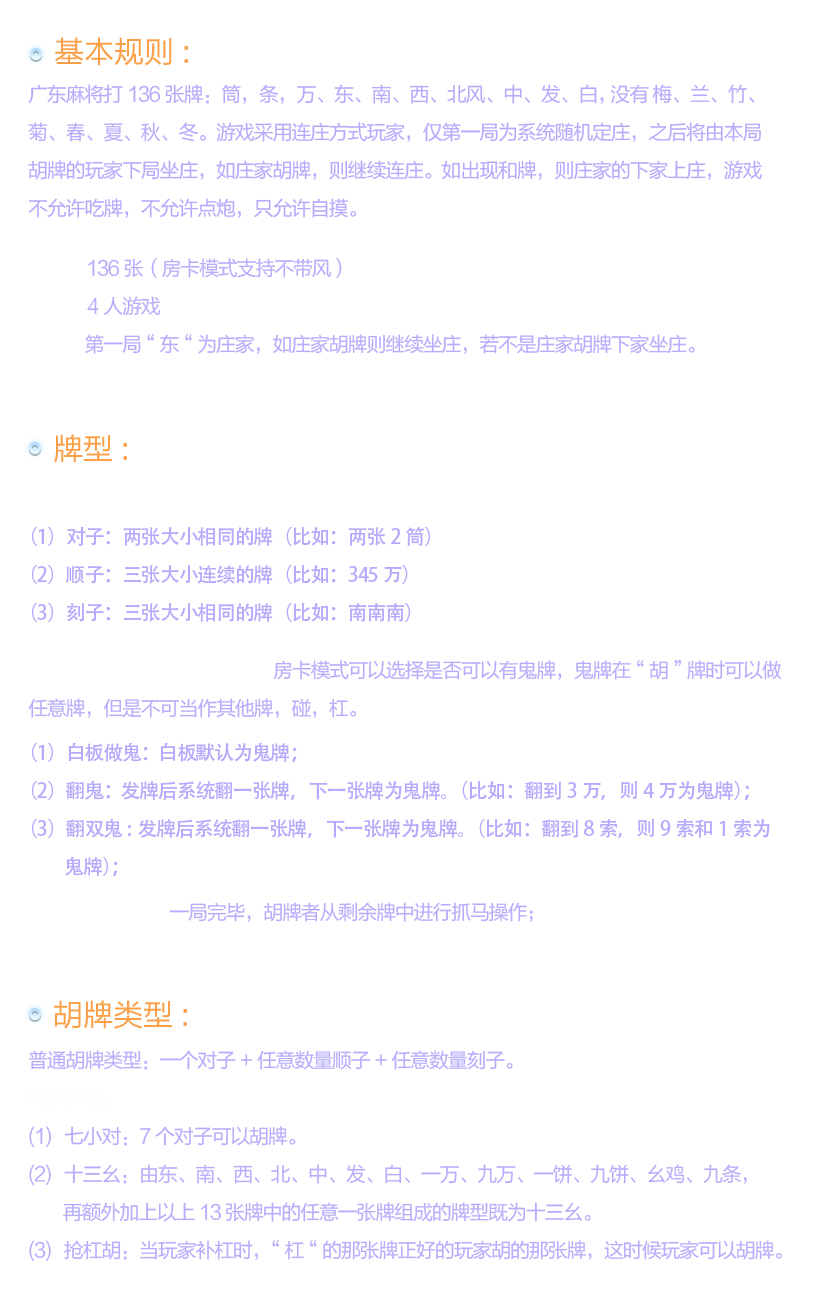 基本规则：
广东麻将打 136 张牌：筒，条，万、东、南、西、北风、中、发、白, 没有 梅、兰、竹、
菊、春、夏、秋、冬。游戏采用连庄方式玩家，仅第一局为系统随机定庄，之后将由本局
胡牌的玩家下局坐庄，如庄家胡牌，则继续连庄。如出现和牌，则庄家的下家上庄，游戏
不允许吃牌，不允许点炮，只允许自摸。
136 张（房卡模式支持不带风）
4 人游戏
第一局“ 东 “ 为庄家，如庄家胡牌则继续坐庄，若不是庄家胡牌下家坐庄。
牌型：
（1）对子：两张大小相同的牌（比如：两张 2 筒）
（2）顺子：三张大小连续的牌（比如：345 万）
（3）刻子：三张大小相同的牌（比如：南南南）
房卡模式可以选择是否可以有鬼牌，鬼牌在 “ 胡 ” 牌时可以做
任意牌，但是不可当作其他牌，碰，杠。
（1）白板做鬼：白板默认为鬼牌；
（2）翻鬼：发牌后系统翻一张牌，下一张牌为鬼牌。（比如：翻到 3 万，则 4 万为鬼牌）；
（3）翻双鬼：发牌后系统翻一张牌，下一张牌为鬼牌。（比如：翻到 8 索，则 9 索和 1 索为
鬼牌）；
一局完毕，胡牌者从剩余牌中进行抓马操作；
胡牌类型：
普通胡牌类型：一个对子 + 任意数量顺子 + 任意数量刻子。
(1) 七小对：7 个对子可以胡牌。
(2) 十三幺：由东、南、西、北、中、发、白、一万、九万、一饼、九饼、幺鸡、九条，
再额外加上以上 13 张牌中的任意一张牌组成的牌型既为十三幺。
(3) 抢杠胡：当玩家补杠时，“ 杠 “ 的那张牌正好的玩家胡的那张牌，这时候玩家可以胡牌。